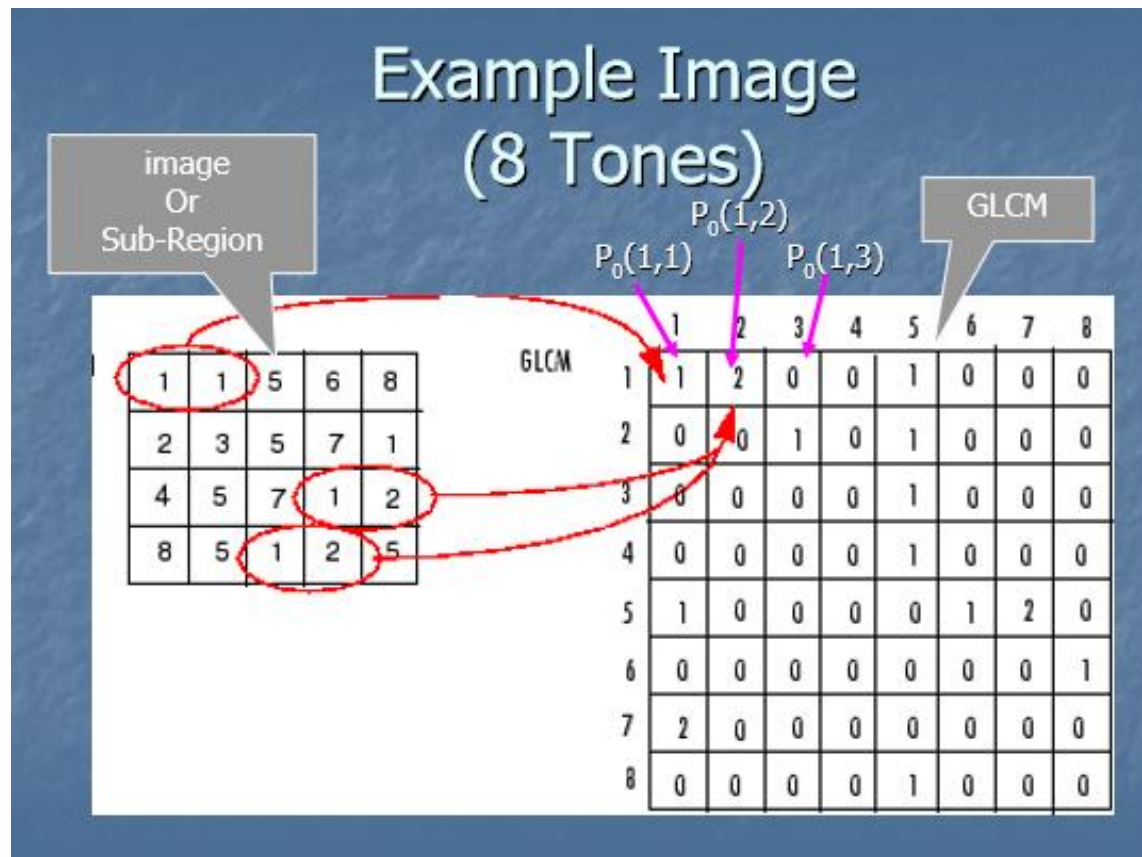 Example Image
(8 Tones)
image
Or
Sub-Region
GLCM
P0(1,2)
P0(1,1) P0(1,3)
1 2 3 4 5 6 7 8
GLCM
1 1 5 6 8
2 3 5 7 1
4 5 7 1 2
8 5 1 2 5
1 1 2 0 0 1 0 0 0
2 0 0 1 0 1 0 0 0
3 0 0 0 0 1 0 0 0
4 0 0 0 0 1 0 0 0
5 1 0 0 0 0 1 2 0
6 0 0 0 0 0 0 0 1
7 2 0 0 0 0 0 0 0
8 0 0 0 0 1 0 0 0